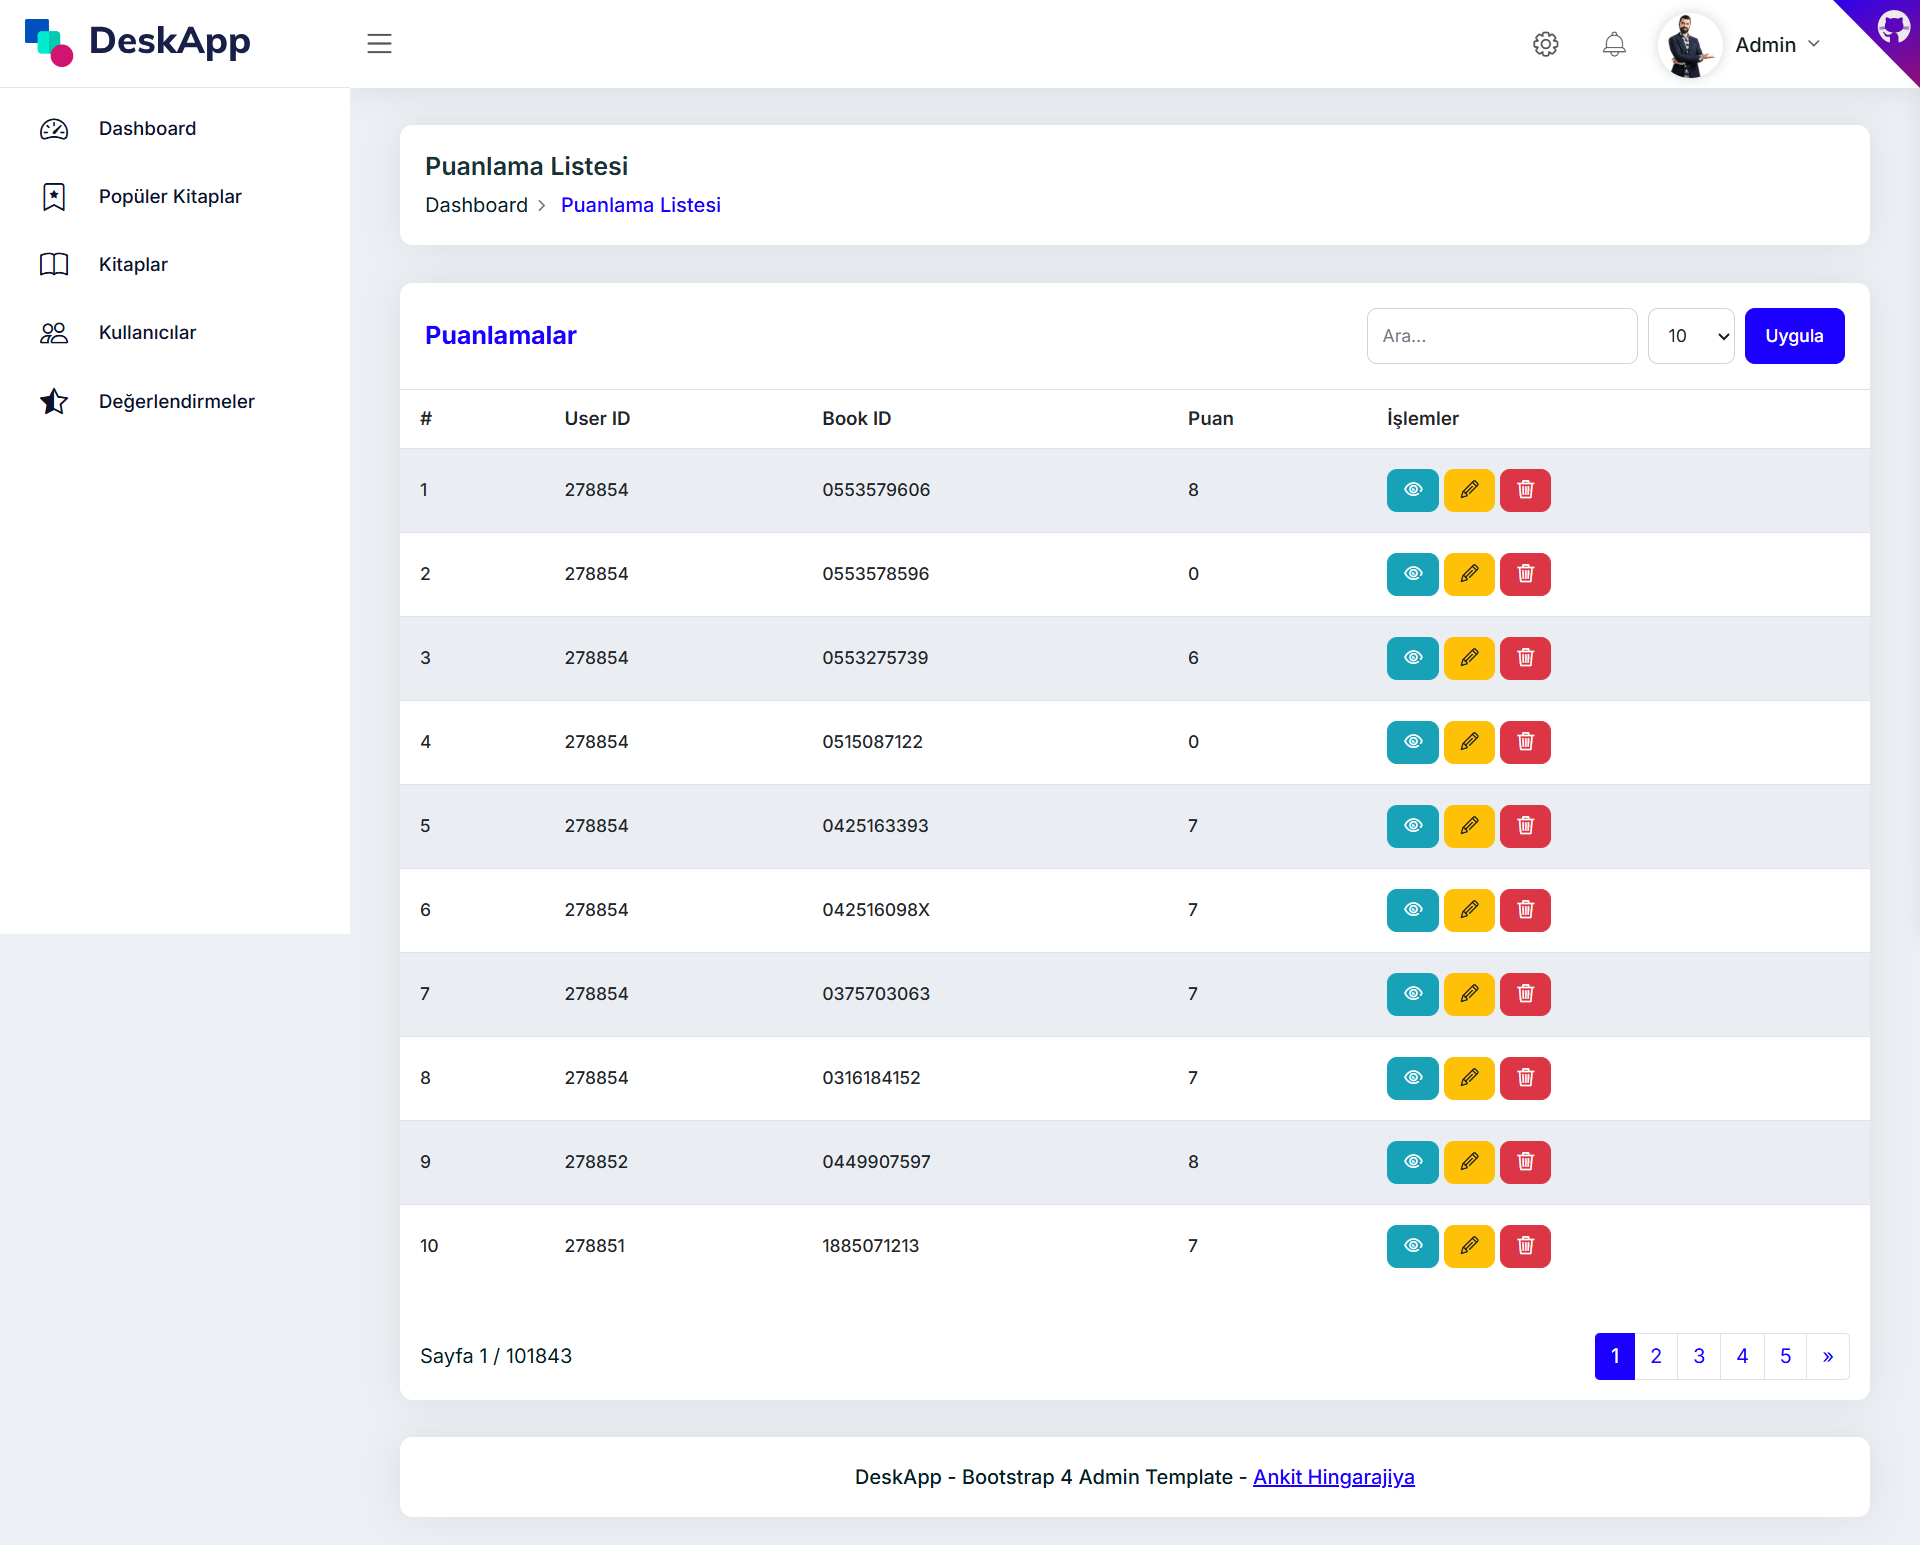 DeskApp
Admin
Dashboard
Popüler Kitaplar
Kitaplar
Kullanıcılar
Değerlendirmeler
Puanlama Listesi
Dashboard > Puanlama Listesi
Puanlamalar
Ara...
10
Uygula
# User ID Book ID Puan İşlemler
1 278854 0553579606 8
2 278854 0553578596 0
3 278854 0553275739 6
4 278854 0515087122 0
5 278854 0425163393 7
6 278854 042516098X 7
7 278854 0375703063 7
8 278854 0316184152 7
9 278852 0449907597 8
10 278851 1885071213 7
Sayfa 1 / 101843
1 2 3 4 5 »
DeskApp - Bootstrap 4 Admin Template - Ankit Hingarajiya